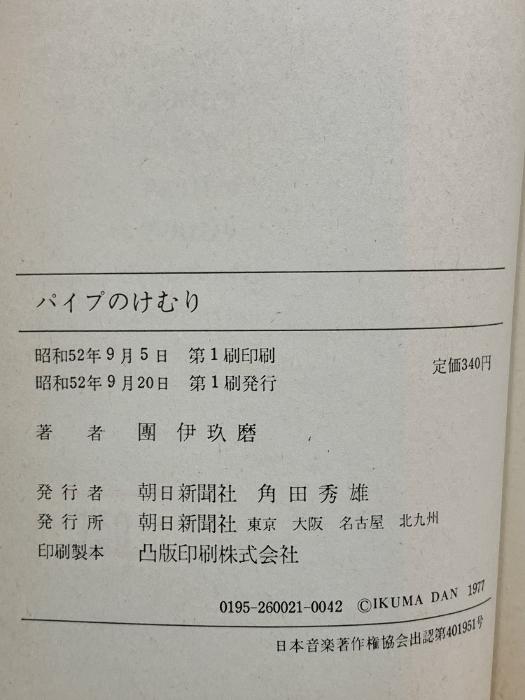 パイプのけむり
昭和52年9月5日 第1刷印刷
昭和52年9月20日 第1刷発行
定価340円
著者 團伊玖磨
発行者 朝日新聞社 角田秀雄
発行所 朝日新聞社 東京 大阪 名古屋 北九州
印刷製本 凸版印刷株式会社
0195-260021-0042 ©IKUMA DAN 1977
日本音楽著作権協会出認第401951号